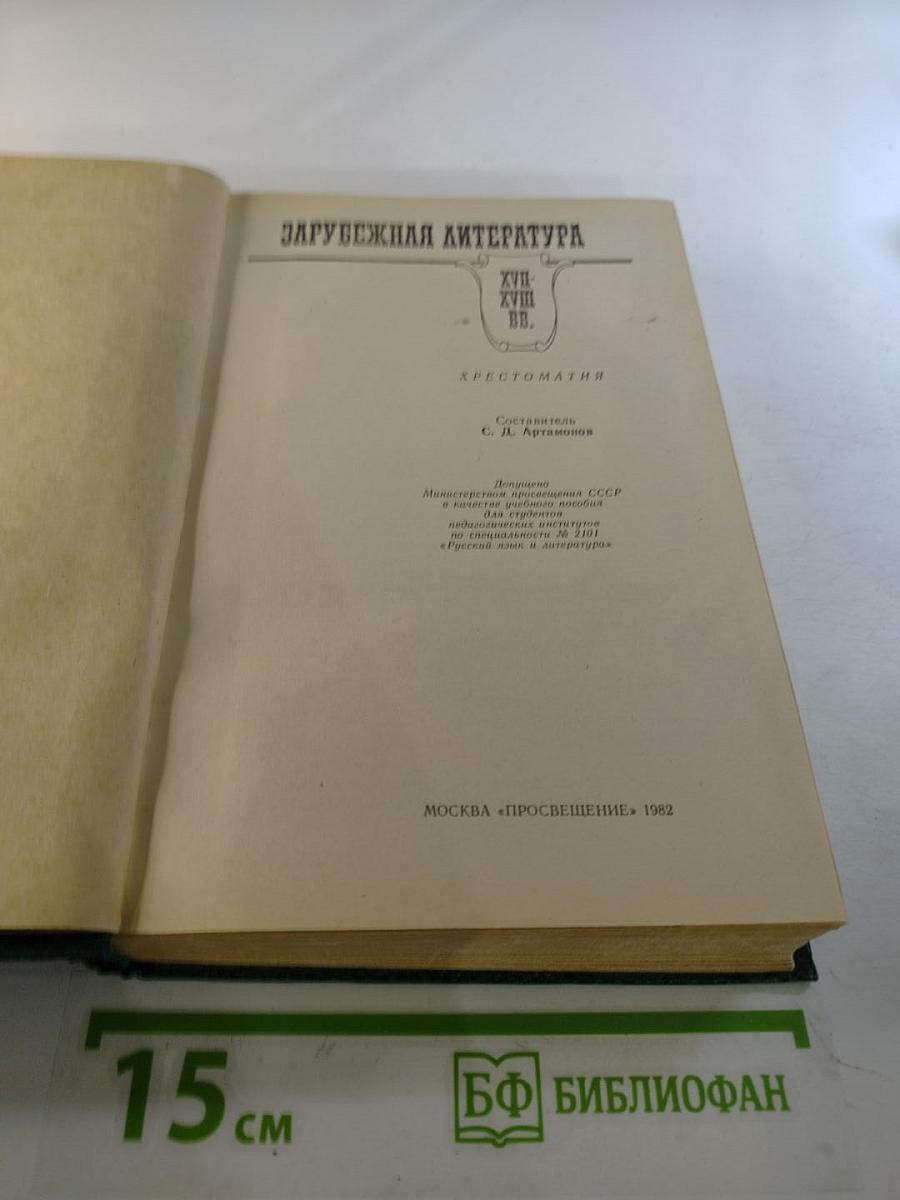 ЗАРУБЕЖНАЯ ЛИТЕРАТУРА
XVII-
XVIII
ВВ.
ХРЕСТОМАТИЯ
Составитель
С. Д. Артамонов
Допущено
Министерством просвещения СССР
в качестве учебного пособия
для студентов
педагогических институтов
по специальности № 2101
«Русский язык и литература»
МОСКВА «ПРОСВЕЩЕНИЕ» 1982
15 см
БФ БИБЛИОФАН